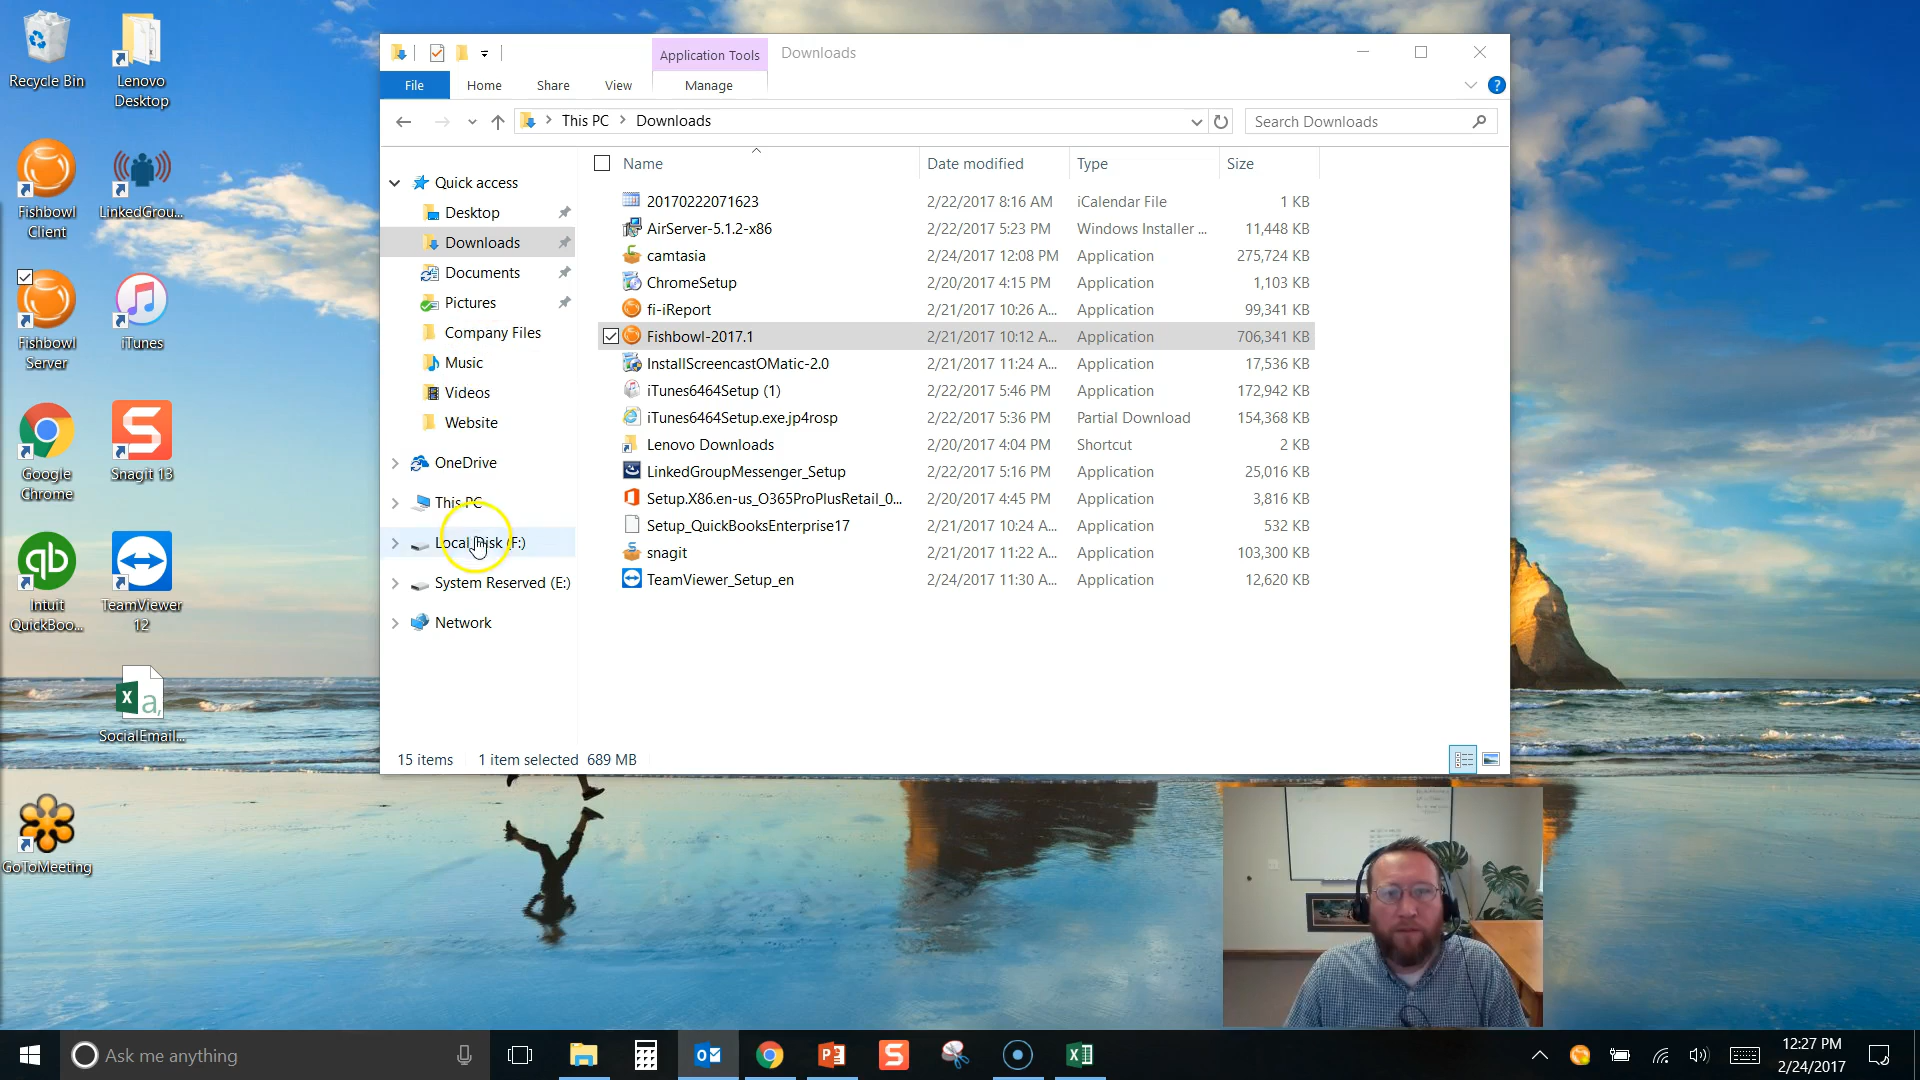 Recycle Bin
Lenovo
Desktop
Fishbowl
Client
LinkedGrou...
Fishbowl
Server
iTunes
Google
Chrome
Snagit 13
Intuit
QuickBoo...
TeamViewer
12
SocialEmail...
GoToMeeting
Application Tools
Downloads
File
Home
Share
View
Manage
This PC
Downloads
Search Downloads
Quick access
Desktop
Downloads
Documents
Pictures
Company Files
Music
Videos
Website
OneDrive
This PC
Local Disk (F:)
System Reserved (E:)
Network
Name Date modified Type Size
20170222071623 2/22/2017 8:16 AM iCalendar File 1 KB
AirServer-5.1.2-x86 2/22/2017 5:23 PM Windows Installer ... 11,448 KB
camtasia 2/24/2017 12:08 PM Application 275,724 KB
ChromeSetup 2/20/2017 4:15 PM Application 1,103 KB
fi-iReport 2/21/2017 10:26 A... Application 99,341 KB
Fishbowl-2017.1 2/21/2017 10:12 A... Application 706,341 KB
InstallScreencastOMatic-2.0 2/21/2017 11:24 A... Application 17,536 KB
iTunes6464Setup (1) 2/22/2017 5:46 PM Application 172,942 KB
iTunes6464Setup.exe.jp4rosp 2/22/2017 5:36 PM Partial Download 154,368 KB
Lenovo Downloads 2/20/2017 4:04 PM Shortcut 2 KB
LinkedGroupMessenger_Setup 2/22/2017 5:16 PM Application 25,016 KB
Setup.X86.en-us_O365ProPlusRetail_0... 2/20/2017 4:45 PM Application 3,816 KB
Setup_QuickBooksEnterprise17 2/21/2017 10:24 A... Application 532 KB
snagit 2/21/2017 11:22 A... Application 103,300 KB
TeamViewer_Setup_en 2/24/2017 11:30 A... Application 12,620 KB
15 items 1 item selected 689 MB
Ask me anything
12:27 PM
2/24/2017